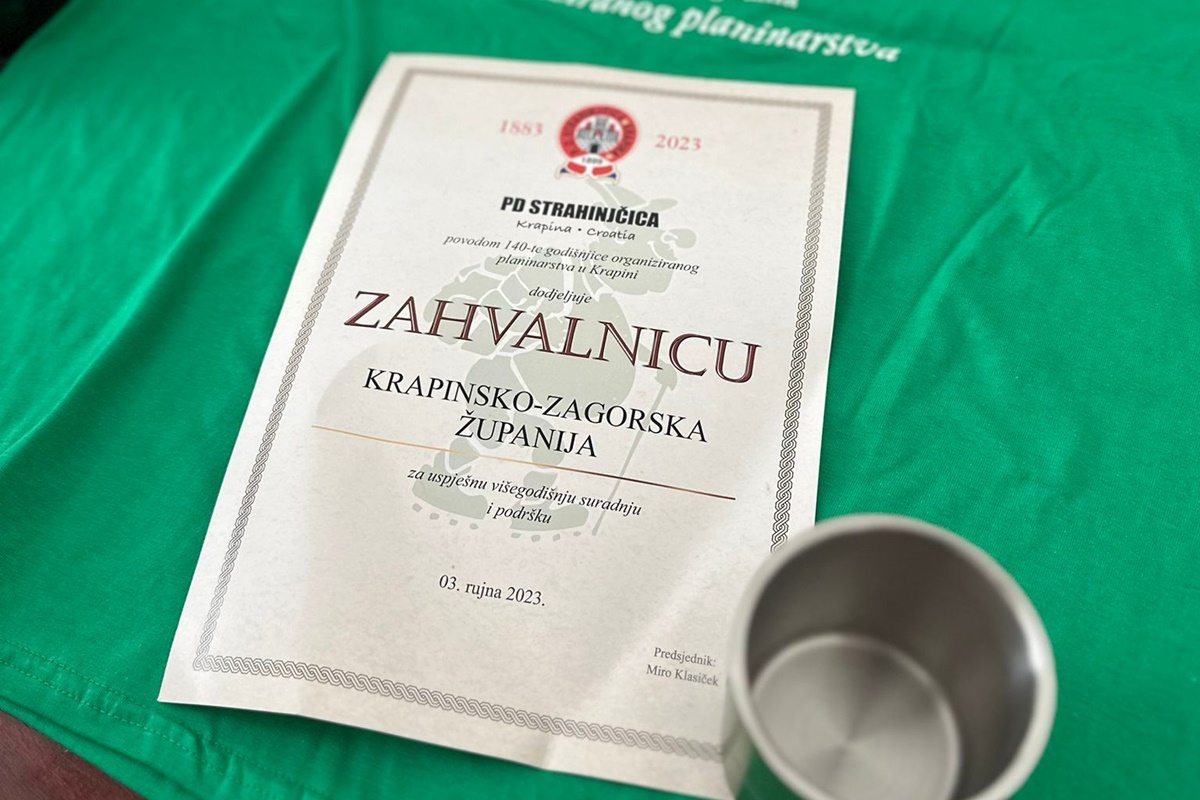 planinarstva
1883 2023
PD STRAHINJČICA
Krapina • Croatia
povodom 140-te godišnjice organiziranog
planinarstva u Krapini
dodjeljuje
ZAHVALNICU
KRAPINSKO-ZAGORSKA
ŽUPANIJA
za uspješnu višegodišnju suradnju
i podršku
03. rujna 2023.
Predsjednik:
Miro Klasiček